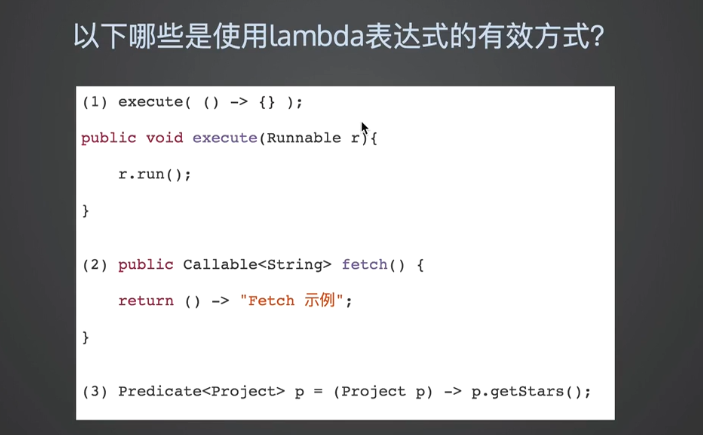 以下哪些是使用lambda表达式的有效方式？
(1) execute( () -> {} );
public void execute(Runnable r){
r.run();
}
(2) public Callable<String> fetch() {
return () -> "Fetch 示例";
}
(3) Predicate<Project> p = (Project p) -> p.getStars();